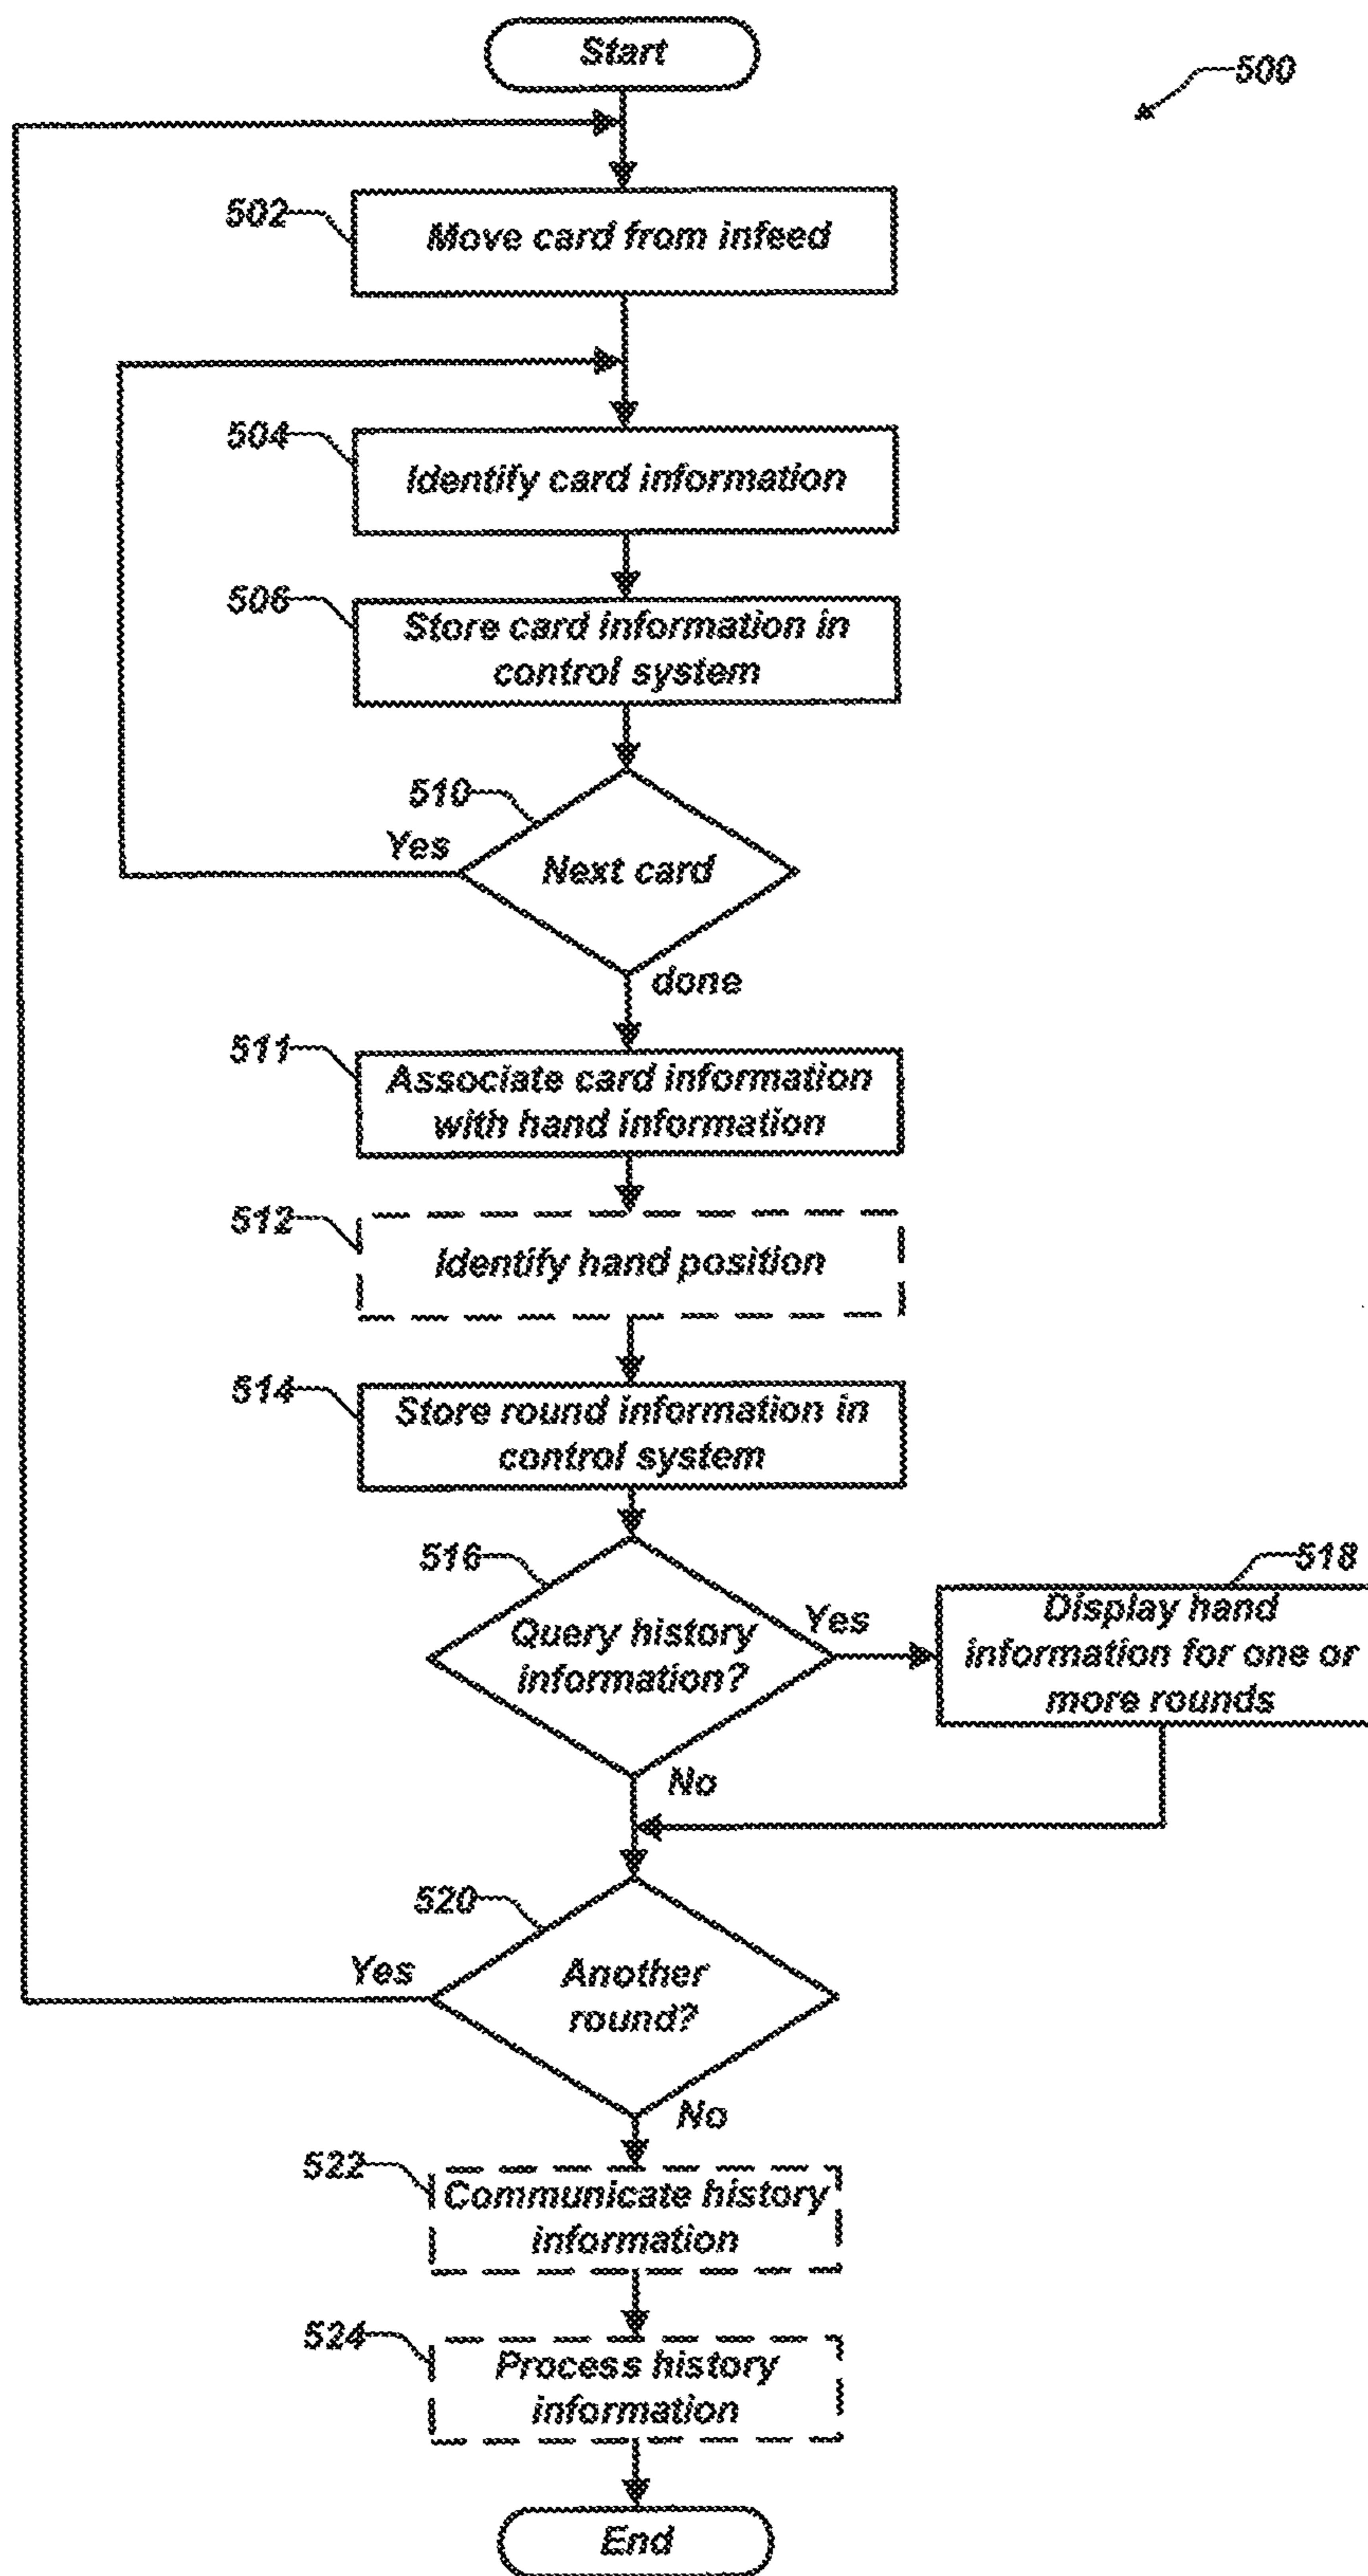 Start
500
502
Move card from infeed
504
Identify card information
506
Store card information in
control system
510
Yes
Next card
done
511
Associate card information
with hand information
512
Identify hand position
514
Store round information in
control system
516
518
Query history
information?
Yes
Display hand
information for one or
more rounds
No
520
Yes
Another
round?
No
522
Communicate history
information
524
Process history
information
End